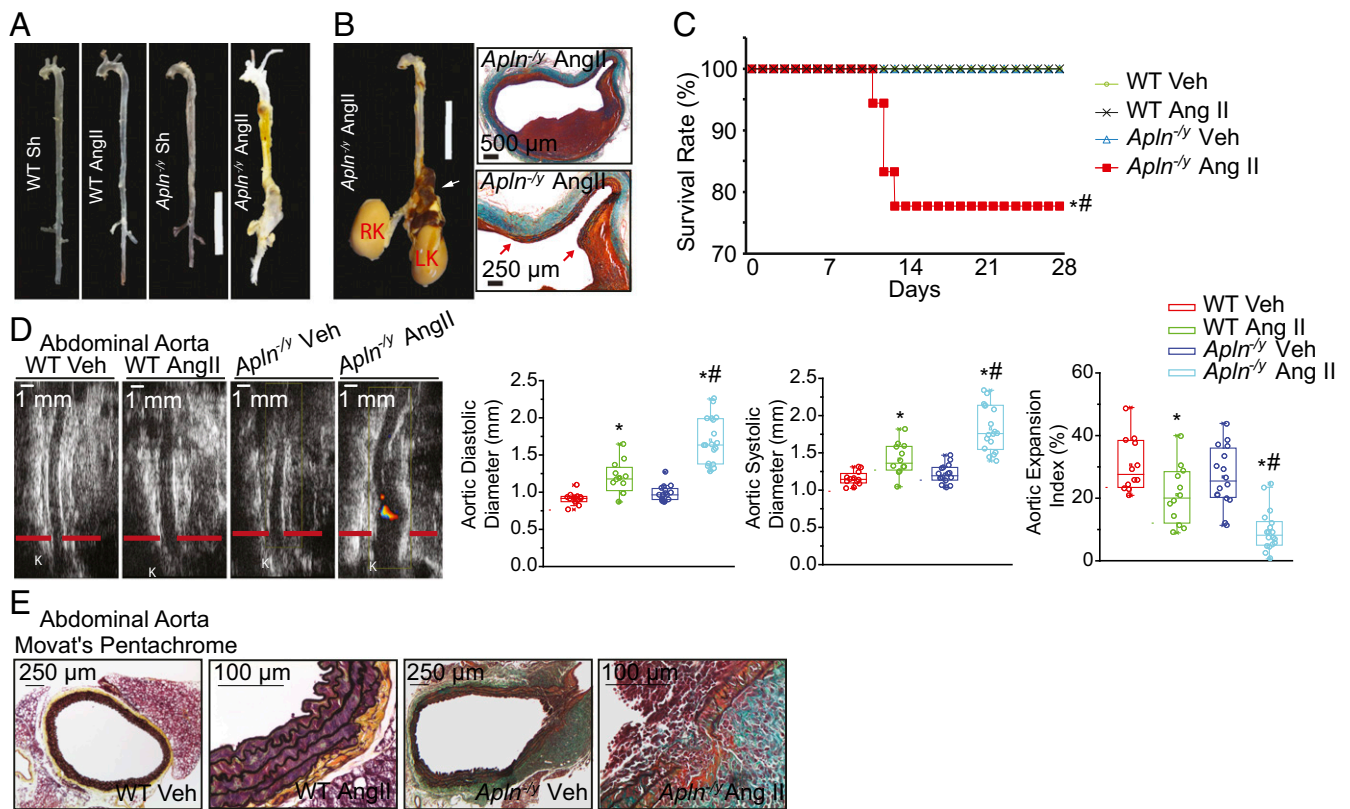 A
WT Sh
WT AngII
Apln-/y Sh
Apln-/y AngII
B
Apln-/y AngII
RK
LK
Apln-/y AngII
500 µm
Apln-/y AngII
250 µm
C
Survival Rate (%)
100
90
80
70
0 7 14 21 28
Days
*#
WT Veh
WT Ang II
Apln-/y Veh
Apln-/y Ang II
D
Abdominal Aorta
WT Veh WT AngII Apln-/y Veh Apln-/y AngII
1 mm 1 mm 1 mm 1 mm
K K K K
Aortic Diastolic
Diameter (mm)
2.5
2.0
1.5
1.0
0.5
0.0
*
*#
Aortic Systolic
Diameter (mm)
2.5
2.0
1.5
1.0
0.5
0.0
*
*#
WT Veh
WT Ang II
Apln-/y Veh
Apln-/y Ang II
Aortic Expansion
Index (%)
60
40
20
0
*
*#
E
Abdominal Aorta
Movat's Pentachrome
250 µm 100 µm 250 µm 100 µm
WT Veh WT AngII Apln-/y Veh Apln-/y Ang II